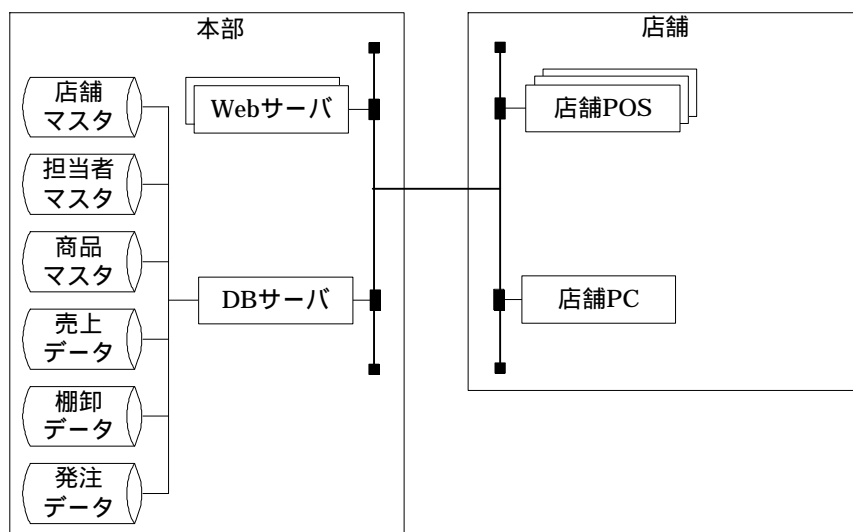 本部
店舗
マスタ
担当者
マスタ
商品
マスタ
売上
データ
棚卸
データ
発注
データ
Webサーバ
DBサーバ
店舗
店舗POS
店舗PC